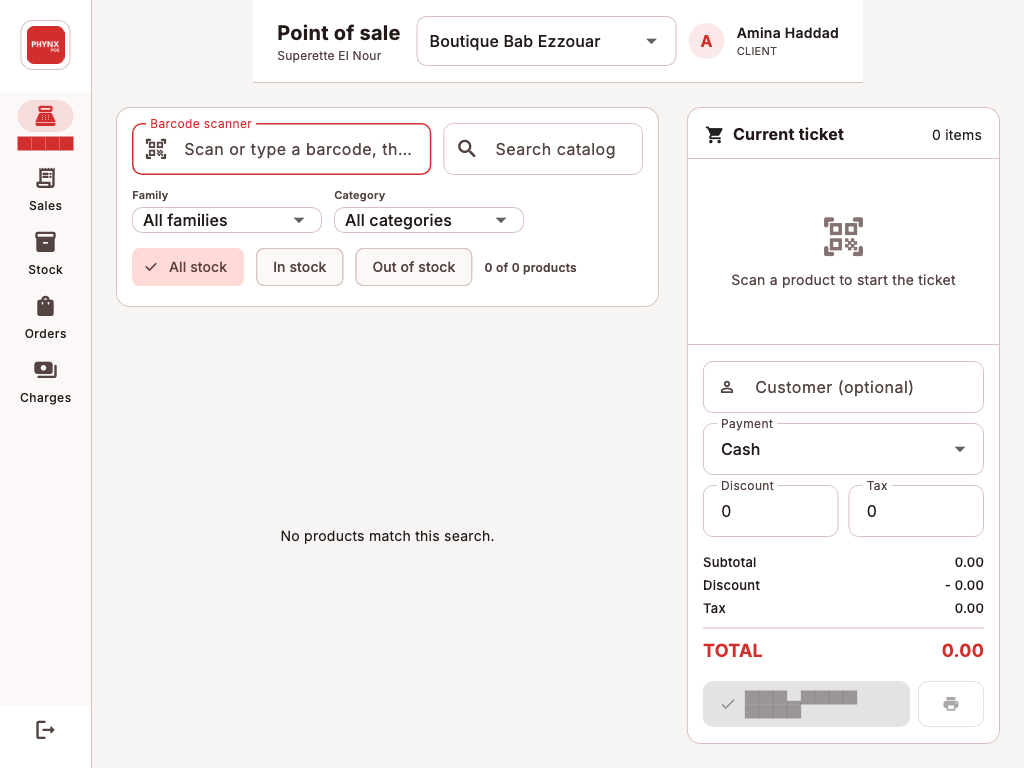 PHYNX
POS
Point of sale
Superette El Nour
Boutique Bab Ezzouar
A
Amina Haddad
CLIENT
Sales
Stock
Orders
Charges
Barcode scanner
Scan or type a barcode, th...
Search catalog
Family
All families
Category
All categories
All stock
In stock
Out of stock
0 of 0 products
No products match this search.
Current ticket
0 items
Scan a product to start the ticket
Customer (optional)
Payment
Cash
Discount
0
Tax
0
Subtotal
0.00
Discount
- 0.00
Tax
0.00
TOTAL
0.00